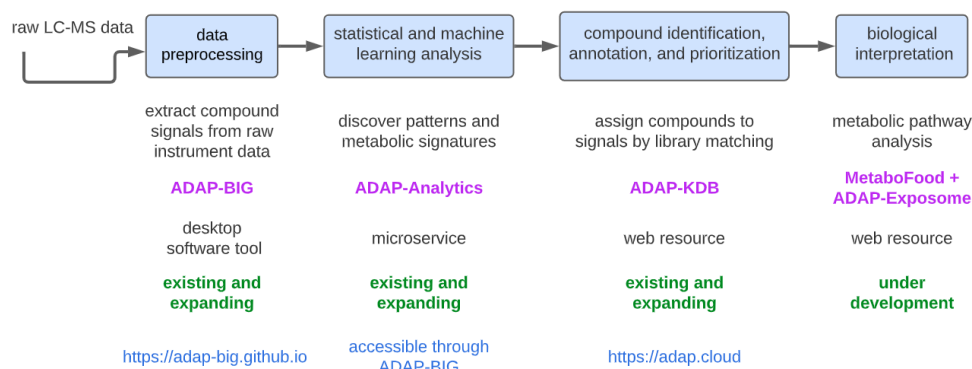 raw LC-MS data
data
preprocessing
statistical and machine
learning analysis
compound identification,
annotation, and prioritization
biological
interpretation
extract compound
signals from raw
instrument data
discover patterns and
metabolic signatures
assign compounds to
signals by library matching
metabolic pathway
analysis
ADAP-BIG
ADAP-Analytics
ADAP-KDB
MetaboFood +
ADAP-Exposome
desktop
software tool
microservice
web resource
web resource
existing and
expanding
existing and
expanding
existing and
expanding
under
development
https://adap-big.github.io
accessible through
ADAP-BIG
https://adap.cloud